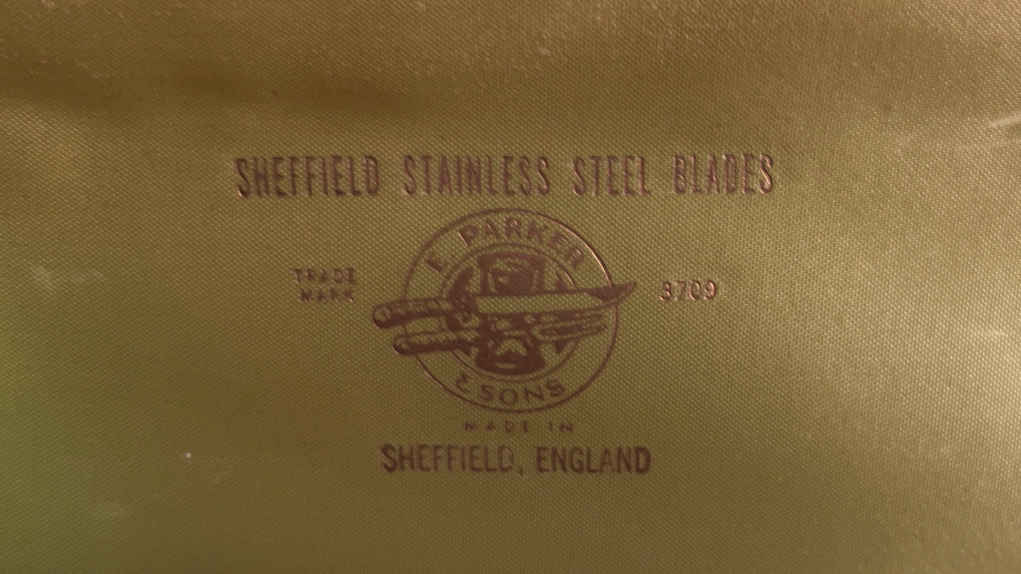 SHEFFIELD STAINLESS STEEL BLADES
E. PARKER
& SONS
TRADE
MARK
3709
MADE IN
SHEFFIELD, ENGLAND